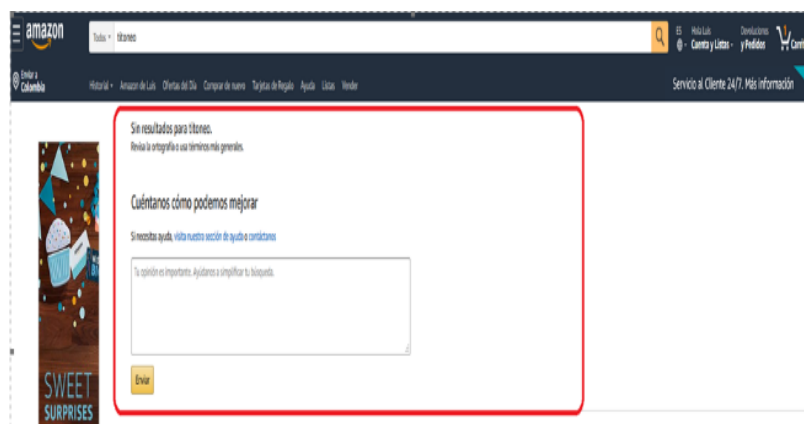 amazon
Todos
titoneo
ES
Hola Luis
Cuenta y Listas
Devoluciones
y Pedidos
1
Carrit
Enviar a
Colombia
Historial
Amazon de Luis
Ofertas del Día
Comprar de nuevo
Tarjetas de Regalo
Ayuda
Listas
Vender
Servicio al Cliente 24/7. Más información
Sin resultados para titoneo.
Revisa la ortografía o usa términos más generales.
Cuéntanos cómo podemos mejorar
Si necesitas ayuda, visita nuestra sección de ayuda o contáctanos
Tu opinión es importante. Ayúdanos a simplificar tu búsqueda.
Enviar
SWEET
SURPRISES